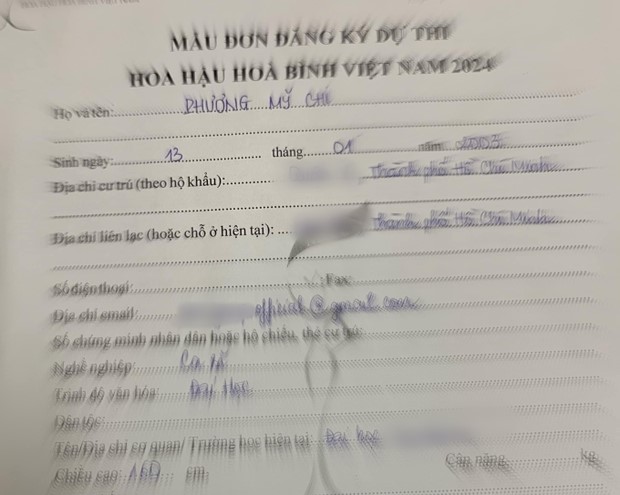 MẪU ĐƠN ĐĂNG KÝ DỰ THI
HOA HẬU HOÀ BÌNH VIỆT NAM 2024
Họ và tên: PHƯƠNG MỸ CHI
Sinh ngày: 13 tháng 01 năm 2003
Địa chỉ cư trú (theo hộ khẩu): Thành phố Hồ Chí Minh
Địa chỉ liên lạc (hoặc chỗ ở hiện tại): Thành phố Hồ Chí Minh
Số điện thoại: Fax:
Địa chỉ email: official@gmail.com
Số chứng minh nhân dân hoặc hộ chiếu, thẻ cư trú:
Nghề nghiệp: Ca sĩ
Trình độ văn hóa: Đại học
Dân tộc:
Tên/Địa chỉ cơ quan/ Trường học hiện tại: Đại học
Chiều cao: 160 cm Cân nặng kg